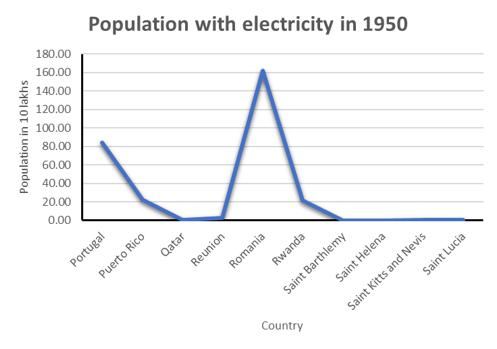 Population with electricity in 1950
Population in 10 lakhs
180.00
160.00
140.00
120.00
100.00
80.00
60.00
40.00
20.00
0.00
Portugal
Puerto Rico
Qatar
Reunion
Romania
Rwanda
Saint Barthlemy
Saint Helena
Saint Kitts and Nevis
Saint Lucia
Country